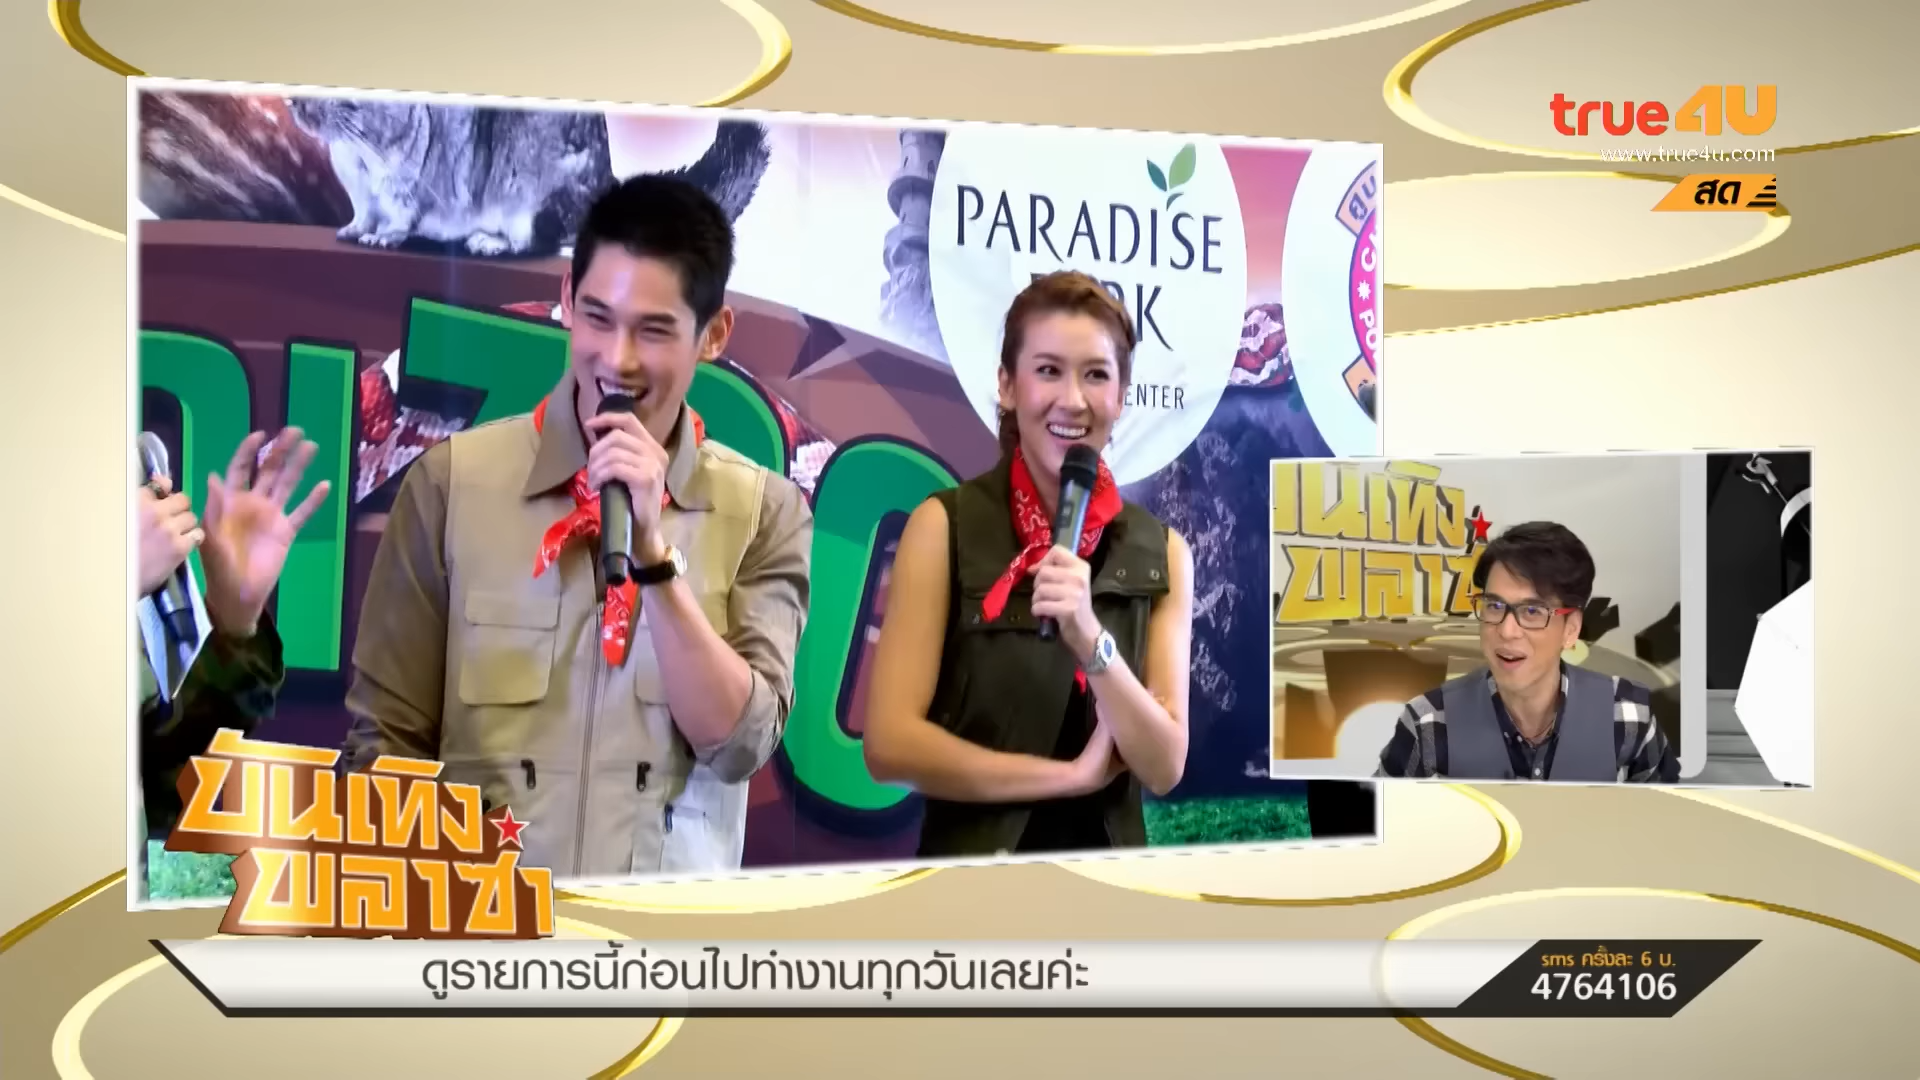 true4U
www.true4u.com
สด
PARADISE
PARK
ENTER
บันเทิง
พลาซ่า
บันเทิง
พลาซ่า
ดูรายการนี้ก่อนไปทำงานทุกวันเลยค่ะ
sms ครั้งละ 6 บ.
4764106